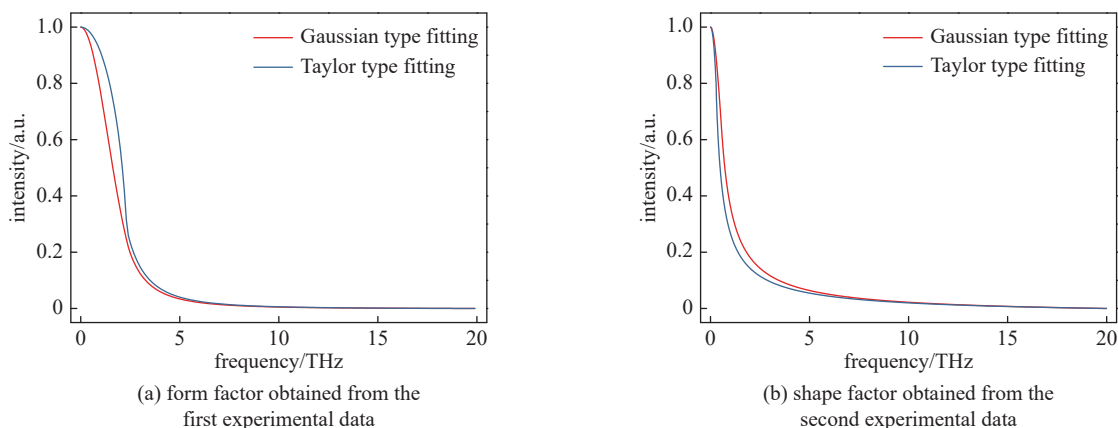 1.0
0.8
0.6
0.4
0.2
0
intensity/a.u.
Gaussian type fitting
Taylor type fitting
0 5 10 15 20
frequency/THz
(a) form factor obtained from the
first experimental data
1.0
0.8
0.6
0.4
0.2
0
intensity/a.u.
Gaussian type fitting
Taylor type fitting
0 5 10 15 20
frequency/THz
(b) shape factor obtained from the
second experimental data